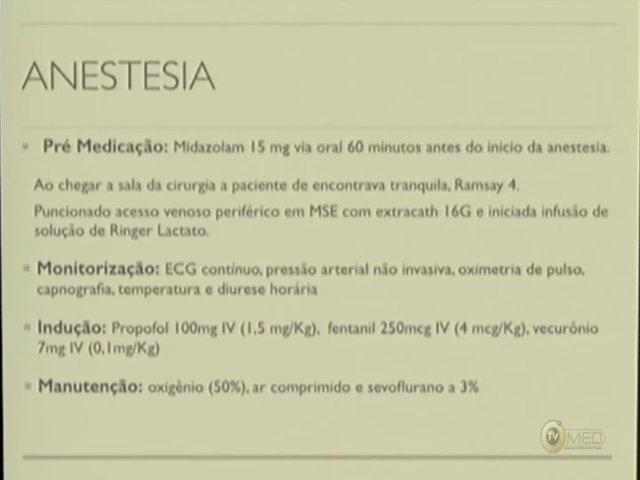 ANESTESIA
Pré Medicação: Midazolam 15 mg via oral 60 minutos antes do inicio da anestesia.
Ao chegar a sala da cirurgia a paciente de encontrava tranquila, Ramsay 4.
Puncionado acesso venoso periférico em MSE com extracath 16G e iniciada infusão de
solução de Ringer Lactato.
Monitorização: ECG contínuo, pressão arterial não invasiva, oximetria de pulso,
capnografia, temperatura e diurese horária
Indução: Propofol 100mg IV (1,5 mg/Kg), fentanil 250mcg IV (4 mcg/Kg), vecurônio
7mg IV (0,1mg/Kg)
Manutenção: oxigênio (50%), ar comprimido e sevoflurano a 3%
TV MED